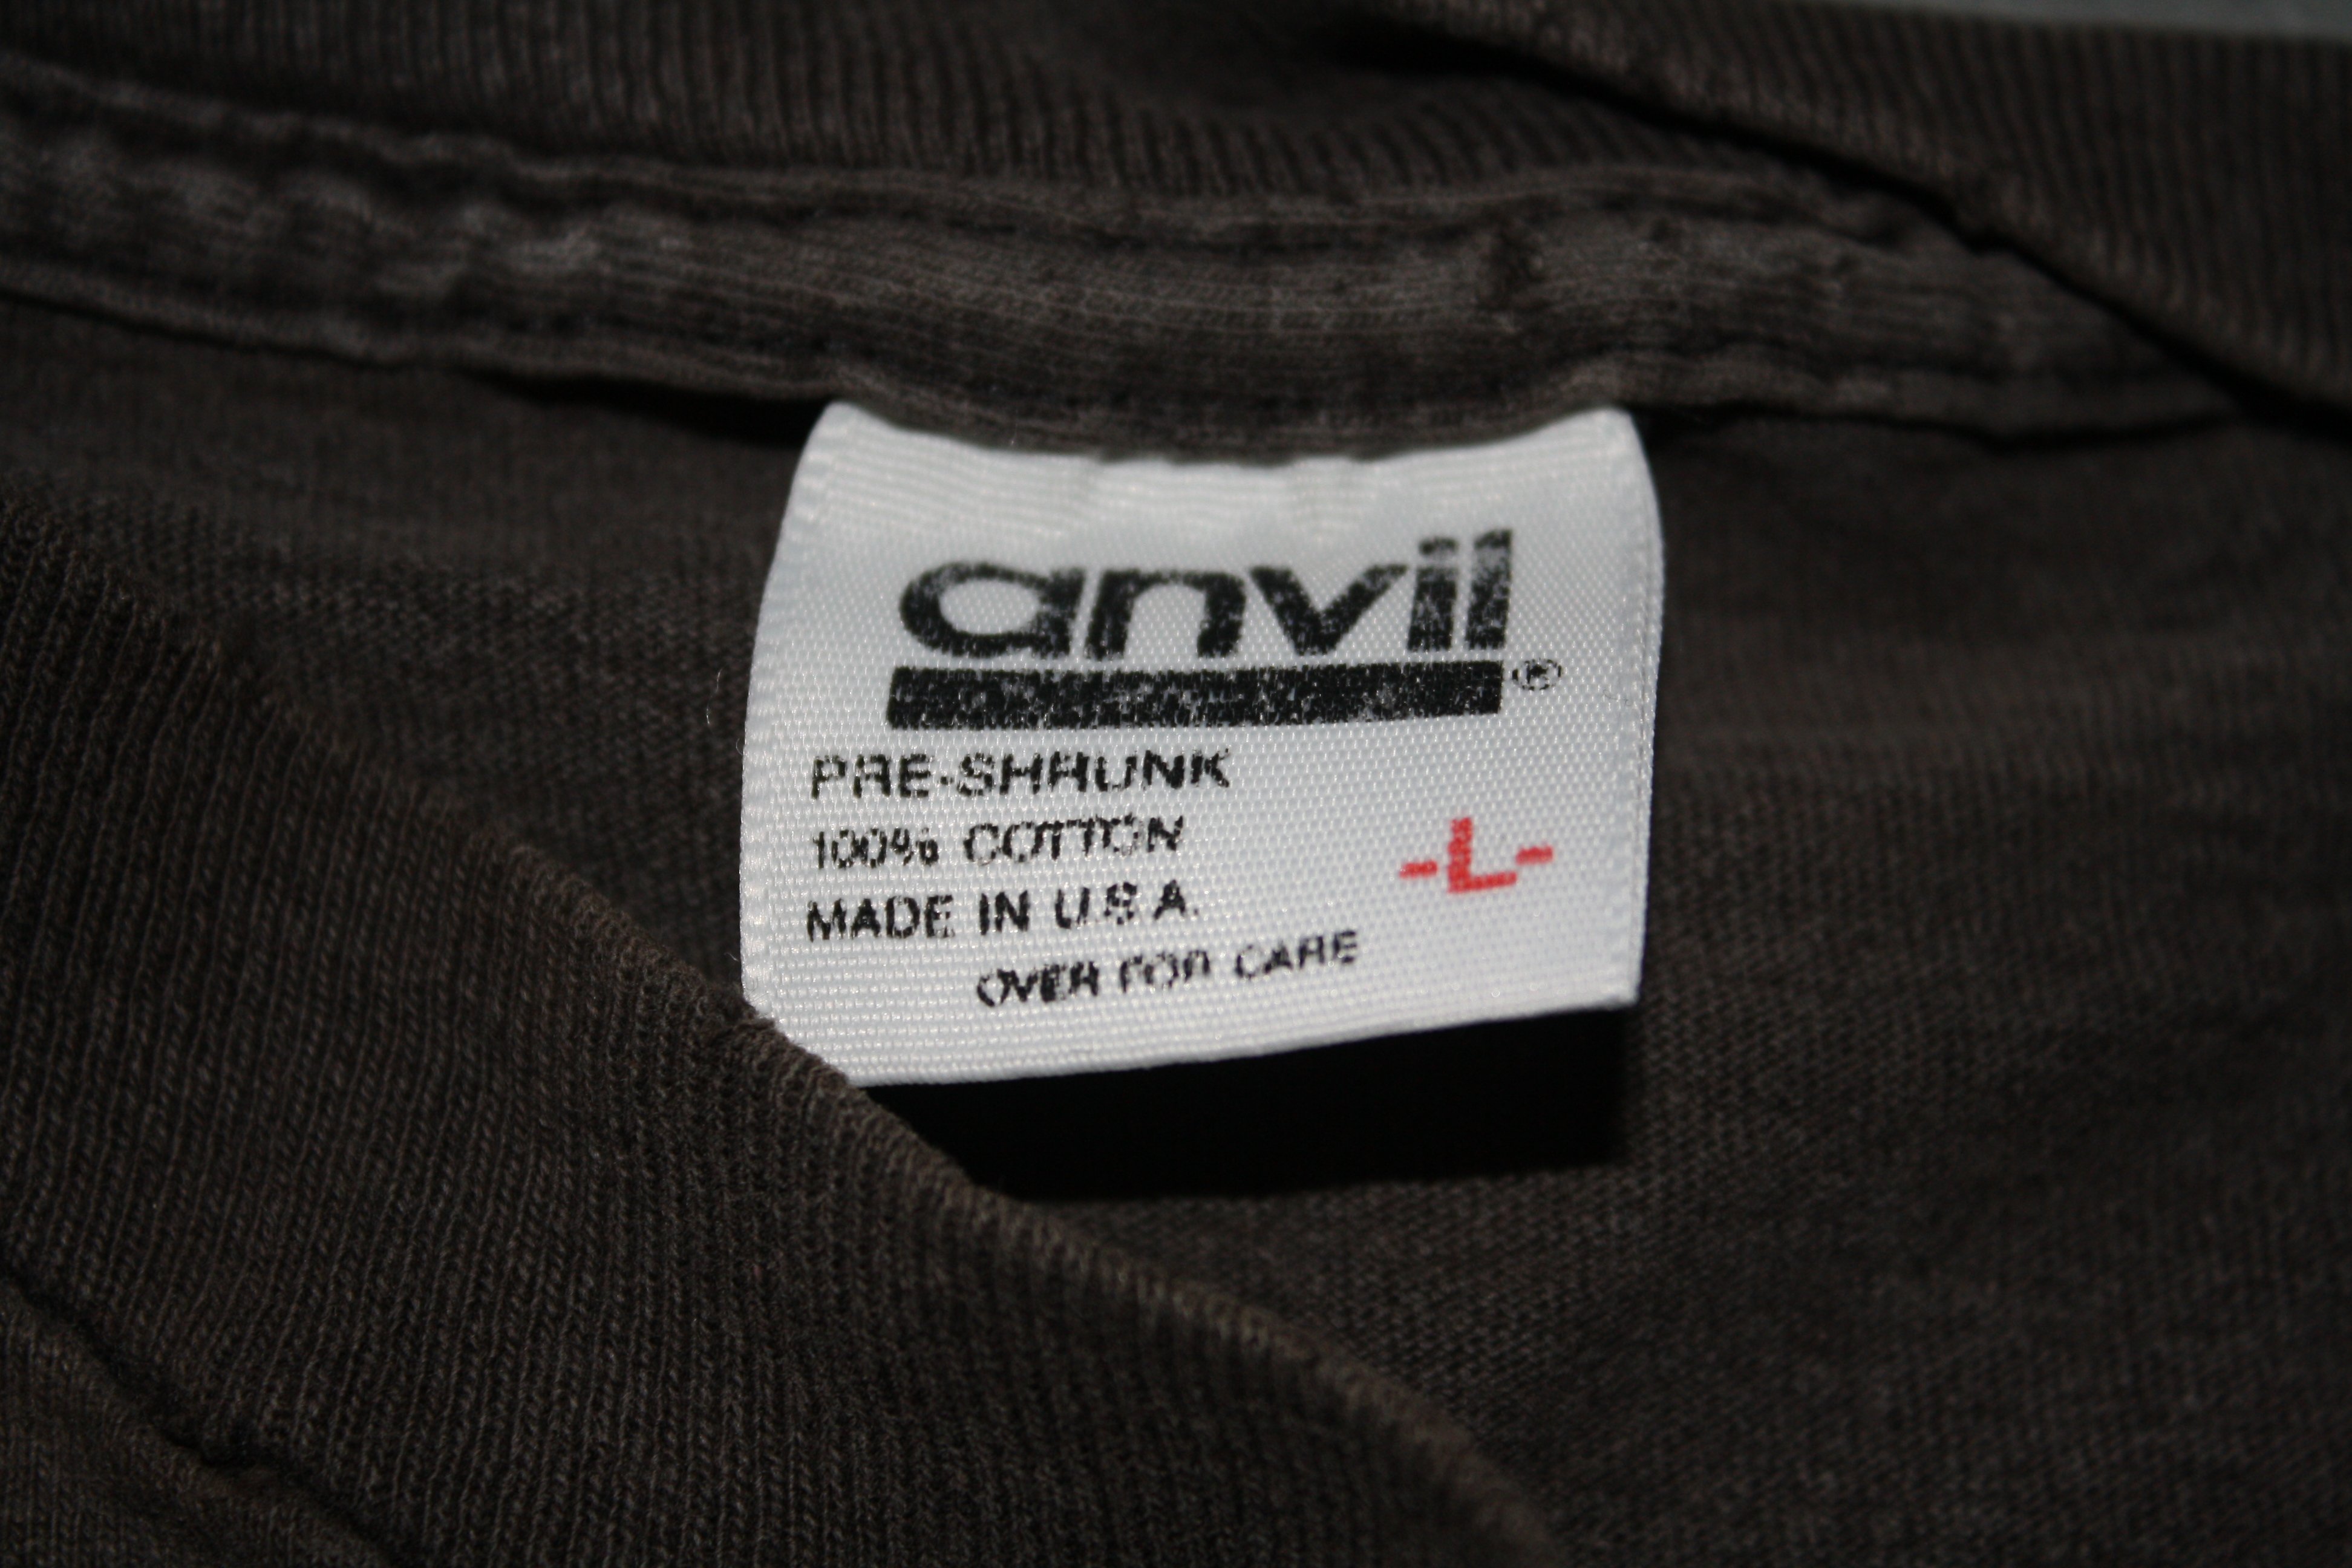 anvil
®
PRE-SHRUNK
100% COTTON
-L-
MADE IN U.S.A.
OVER FOR CARE